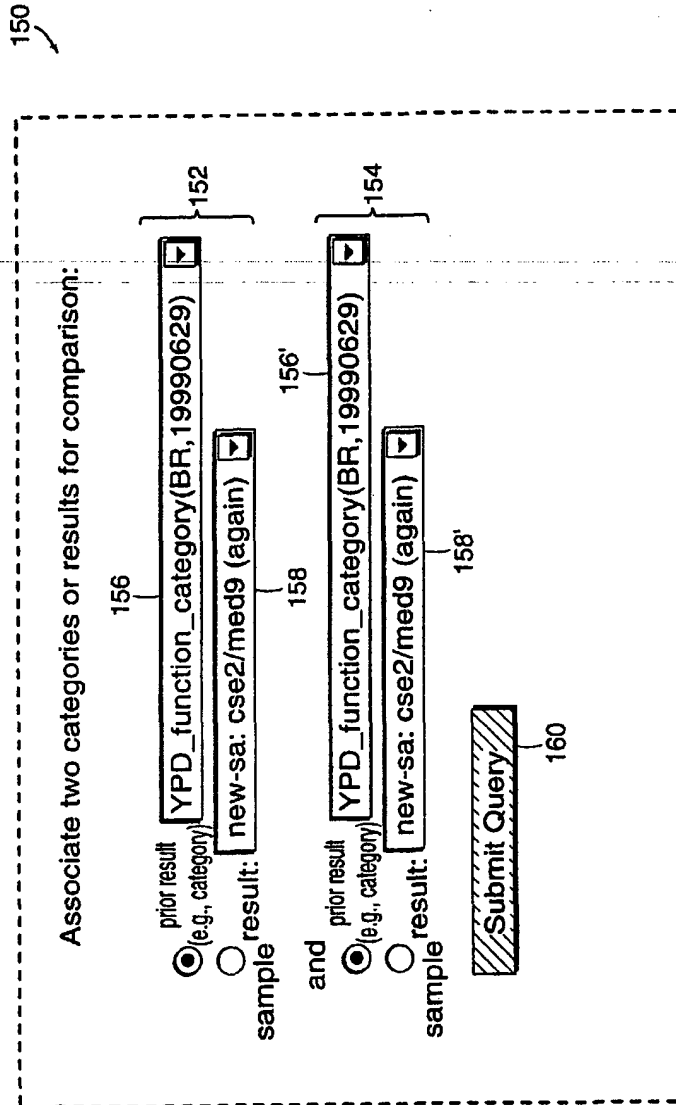 150
Associate two categories or results for comparison:
156
prior result
(e.g., category)
YPD_function_category(BR,19990629)
152
sample result:
new-sa: cse2/med9 (again)
158
and
156'
prior result
(e.g., category)
YPD_function_category(BR,19990629)
154
sample result:
new-sa: cse2/med9 (again)
158'
Submit Query
160